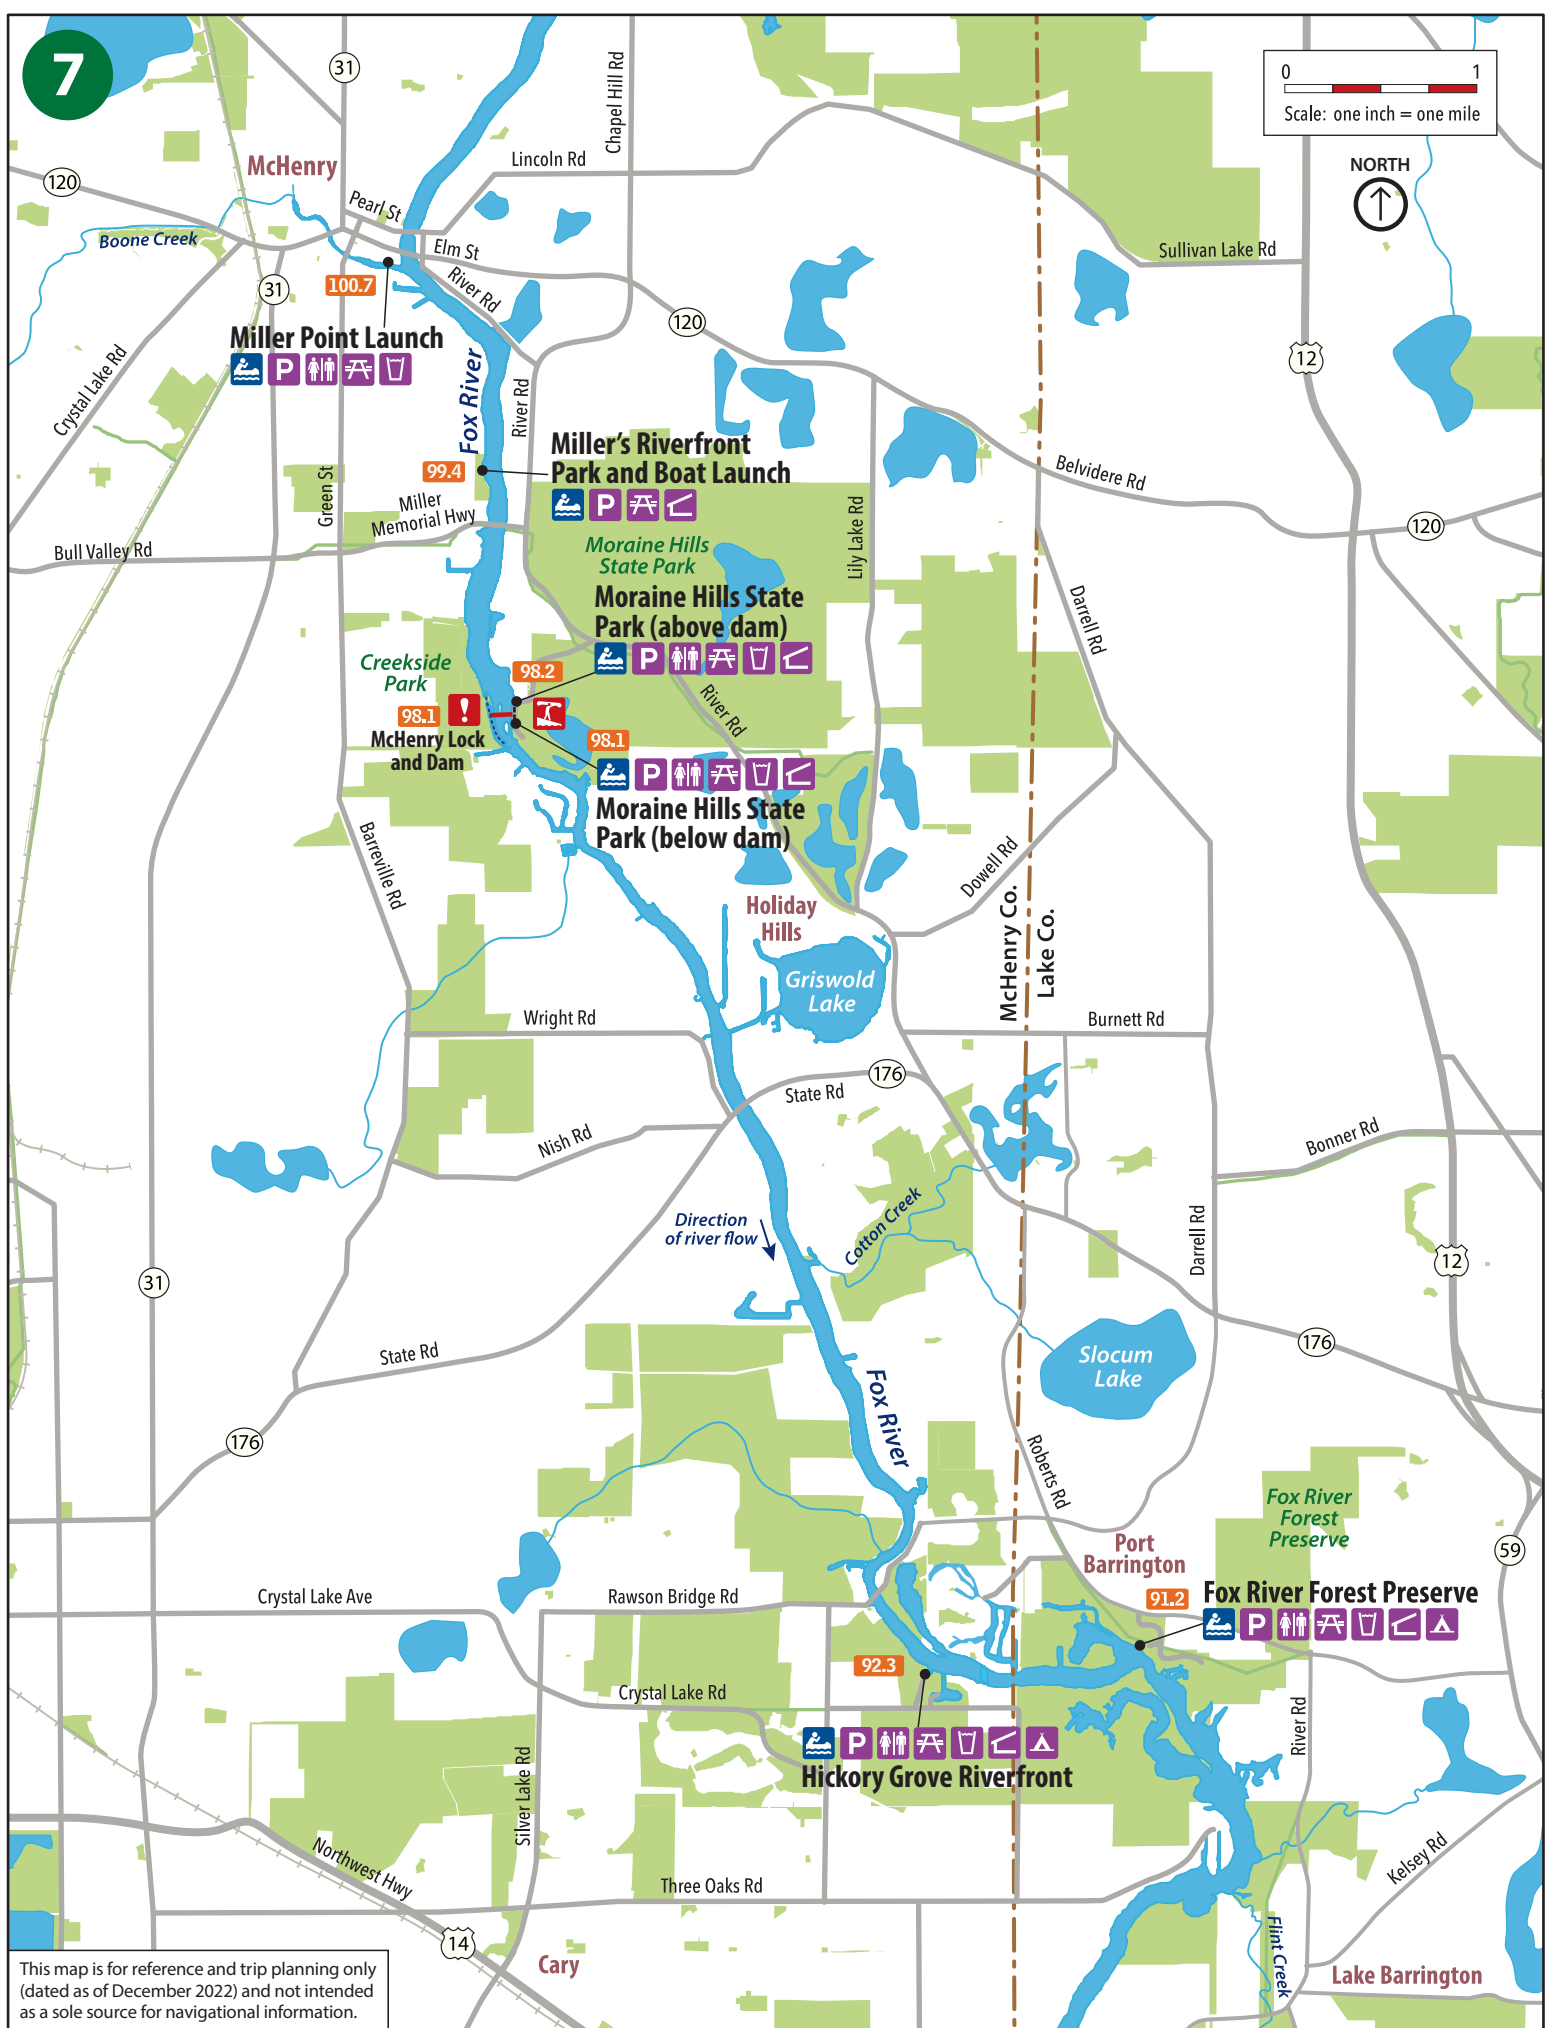 7
31
Chapel Hill Rd
0 1
Scale: one inch = one mile
NORTH
McHenry
120
Lincoln Rd
Pearl St
Boone Creek
Elm St
Sullivan Lake Rd
31
100.7
River Rd
120
12
Miller Point Launch
P
Crystal Lake Rd
Fox River
River Rd
Miller's Riverfront
Park and Boat Launch
P
99.4
Belvidere Rd
Green St
Miller
Memorial Hwy
Lily Lake Rd
120
Bull Valley Rd
Moraine Hills
State Park
Moraine Hills State
Park (above dam)
P
Darrell Rd
Creekside
Park
98.2
98.1
!
McHenry Lock
and Dam
River Rd
98.1
P
Moraine Hills State
Park (below dam)
Barreville Rd
Dowell Rd
Holiday
Hills
McHenry Co.
Lake Co.
Griswold
Lake
Wright Rd
Burnett Rd
176
State Rd
Nish Rd
Bonner Rd
Direction
of river flow
Cotton Creek
Darrell Rd
12
31
176
State Rd
Slocum
Lake
Fox River
176
Roberts Rd
Fox River
Forest
Preserve
Port
Barrington
59
Crystal Lake Ave
Rawson Bridge Rd
91.2
Fox River Forest Preserve
P
92.3
Crystal Lake Rd
River Rd
P
Hickory Grove Riverfront
Silver Lake Rd
Northwest Hwy
Kelsey Rd
Three Oaks Rd
14
Flint Creek
Cary
Lake Barrington
This map is for reference and trip planning only
(dated as of December 2022) and not intended
as a sole source for navigational information.